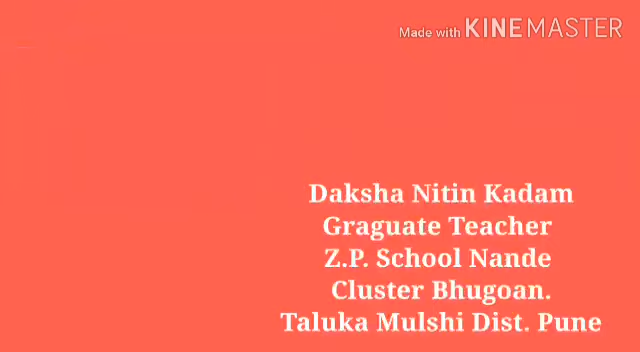 Made with KINEMASTER
Daksha Nitin Kadam
Graguate Teacher
Z.P. School Nande
Cluster Bhugoan.
Taluka Mulshi Dist. Pune